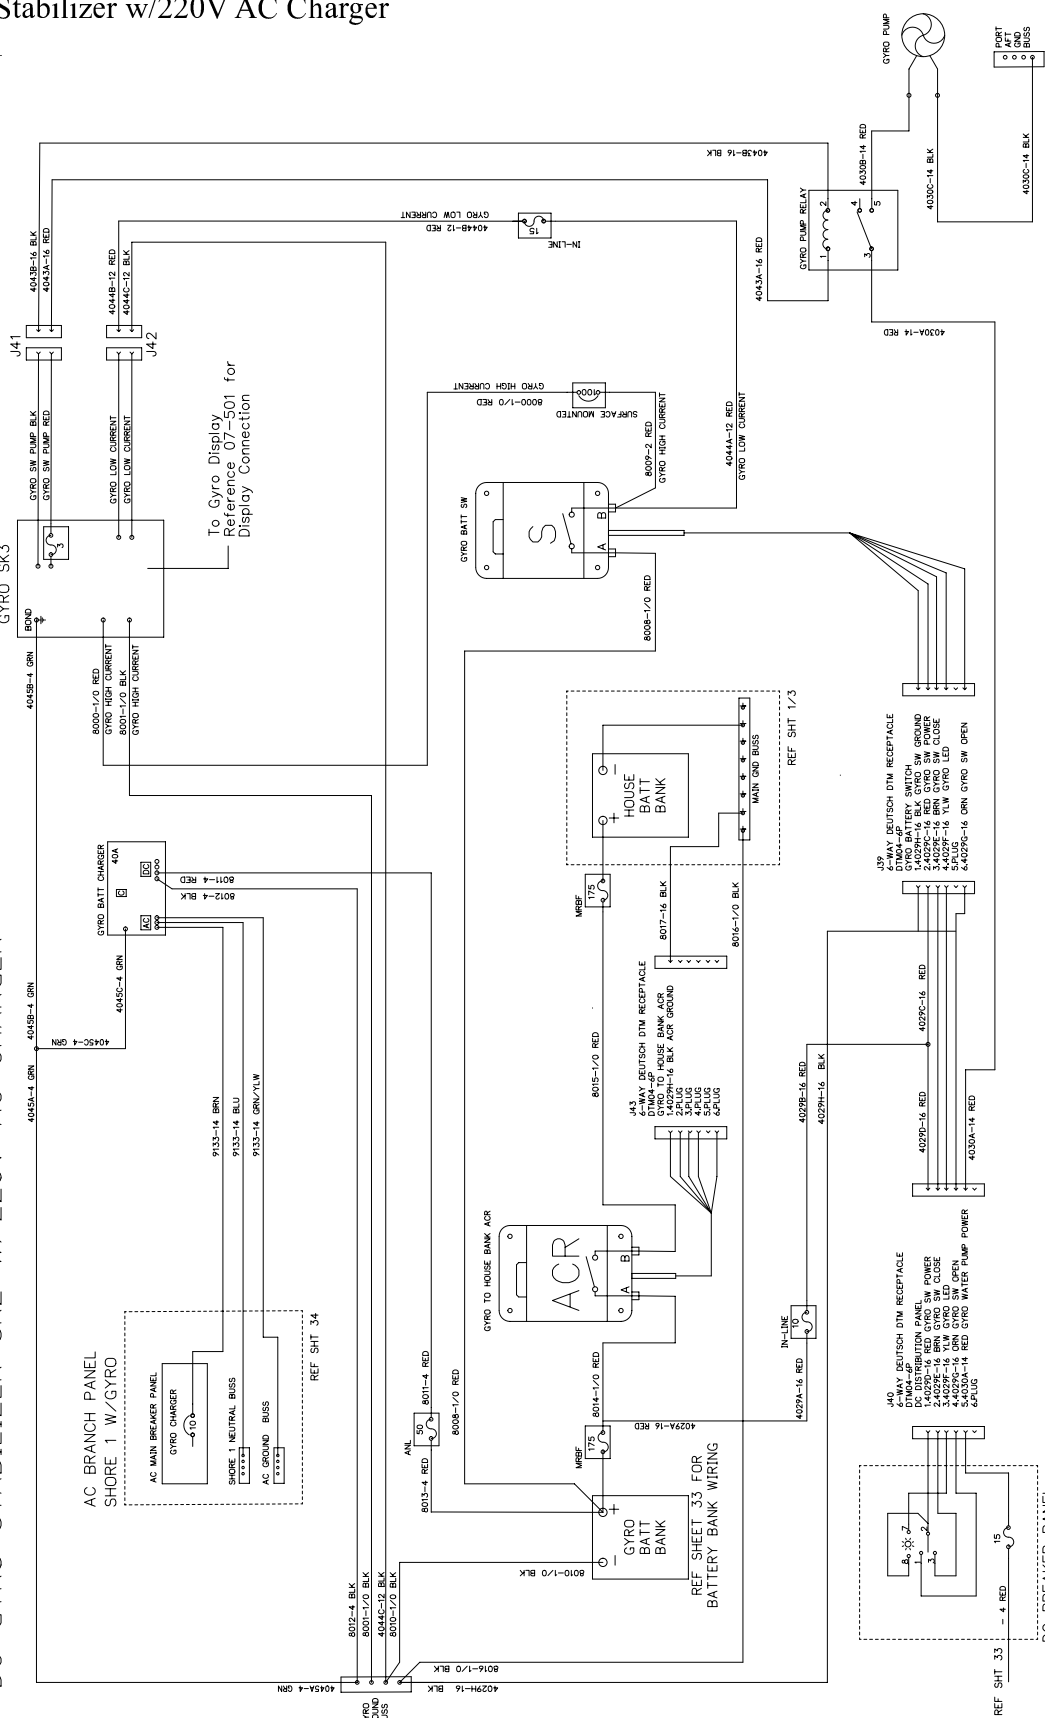 Stabilizer w/220V AC Charger
GYRO SK3
BOND
3
4045B-4 GRN
J41
GYRO SW PUMP BLK
GYRO SW PUMP RED
4043B-16 BLK
4043A-16 RED
J42
GYRO LOW CURRENT
GYRO LOW CURRENT
4044B-12 RED
4044C-12 BLK
To Gyro Display
Reference 07-501 for
Display Connection
8000-1/0 RED
GYRO HIGH CURRENT
8001-1/0 BLK
GYRO HIGH CURRENT
4043B-16 BLK
4044B-12 RED
GYRO LOW CURRENT
15
IN-LINE
8000-1/0 RED
GYRO HIGH CURRENT
100
SURFACE MOUNTED
8009-2 RED
GYRO HIGH CURRENT
4044A-12 RED
GYRO LOW CURRENT
4043A-16 RED
GYRO PUMP RELAY
1
2
3
4
5
4030B-14 RED
4030C-14 BLK
4030A-14 RED
GYRO PUMP
PORT
AFT
GND
BUSS
4030C-14 BLK
GYRO BATT SW
S
A
B
8008-1/0 RED
GYRO BATT CHARGER
40A
C
DC
AC
8011-4 RED
8012-4 BLK
4045A-4 GRN
4045B-4 GRN
4045C-4 GRN
4045C-4 GRN
9133-14 BRN
9133-14 BLU
9133-14 GRN/YLW
AC BRANCH PANEL
SHORE 1 W/GYRO
AC MAIN BREAKER PANEL
GYRO CHARGER
10
SHORE 1 NEUTRAL BUSS
AC GROUND BUSS
REF SHT 34
HOUSE
BATT
BANK
MAIN GND BUSS
REF SHT 1/3
MRBF
175
8017-16 BLK
8016-1/0 BLK
8015-1/0 RED
J43
6-WAY DEUTSCH DTM RECEPTACLE
DTM04-6P
GYRO TO HOUSE BANK ACR
1.4029H-16 BLK ACR GROUND
2.PLUG
3.PLUG
4.PLUG
5.PLUG
6.PLUG
GYRO TO HOUSE BANK ACR
ACR
A
B
8014-1/0 RED
MRBF
175
4029A-16 RED
GYRO
BATT
BANK
REF SHEET 33 FOR
BATTERY BANK WIRING
ANL
50
8011-4 RED
8013-4 RED
8008-1/0 RED
8010-1/0 BLK
8012-4 BLK
8001-1/0 BLK
4044C-12 BLK
8010-1/0 BLK
4045A-4 GRN
8016-1/0 BLK
4029H-16 BLK
J39
6-WAY DEUTSCH DTM RECEPTACLE
DTM04-6P
GYRO BATTERY SWITCH
1.4029H-16 BLK GYRO SW GROUND
2.4029C-16 RED GYRO SW POWER
3.4029E-16 BRN GYRO SW CLOSE
4.4029F-16 YLW GYRO LED
5.PLUG
6.4029G-16 ORN GYRO SW OPEN
4029C-16 RED
4029B-16 RED
4029H-16 BLK
4029D-16 RED
4030A-14 RED
IN-LINE
10
4029A-16 RED
J40
6-WAY DEUTSCH DTM RECEPTACLE
DTM04-6P
DC DISTRIBUTION PANEL
1.4029D-16 RED GYRO SW POWER
2.4029E-16 BRN GYRO SW CLOSE
3.4029F-16 YLW GYRO LED
4.4029G-16 ORN GYRO SW OPEN
5.4030A-14 RED GYRO WATER PUMP POWER
6.PLUG
8
7
1
2
3
15
- 4 RED
REF SHT 33